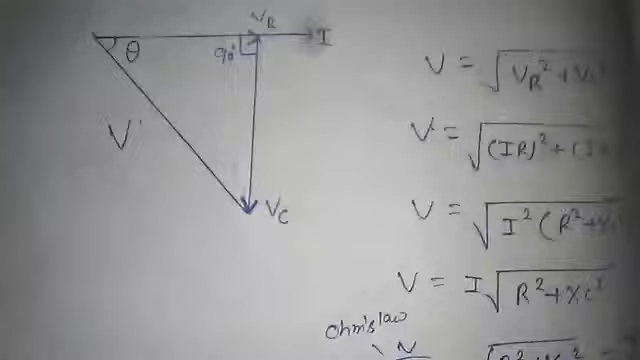 V_R
I
θ
90°
V
V_C
V = √V_R² + V
V = √(IR)² + (I
V = √I² (R² + X
V = I √R² + X_C²
Ohm's law
V